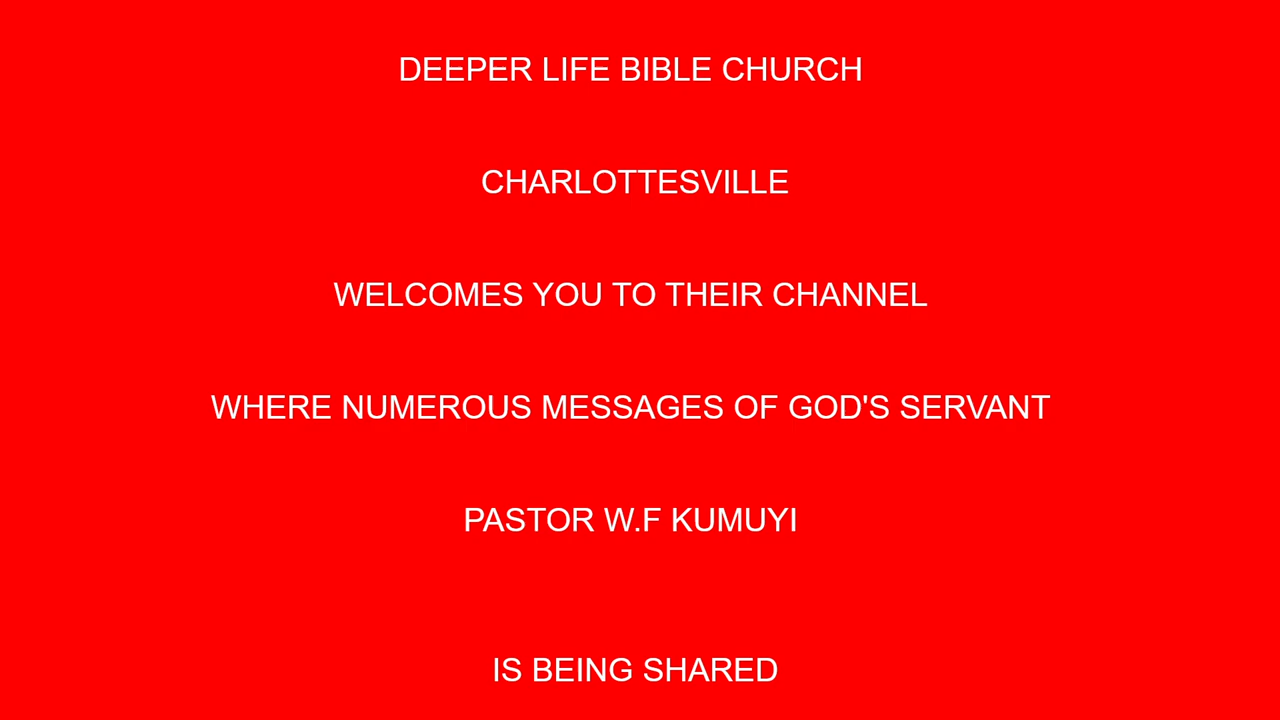 DEEPER LIFE BIBLE CHURCH
CHARLOTTESVILLE
WELCOMES YOU TO THEIR CHANNEL
WHERE NUMEROUS MESSAGES OF GOD'S SERVANT
PASTOR W.F KUMUYI
IS BEING SHARED